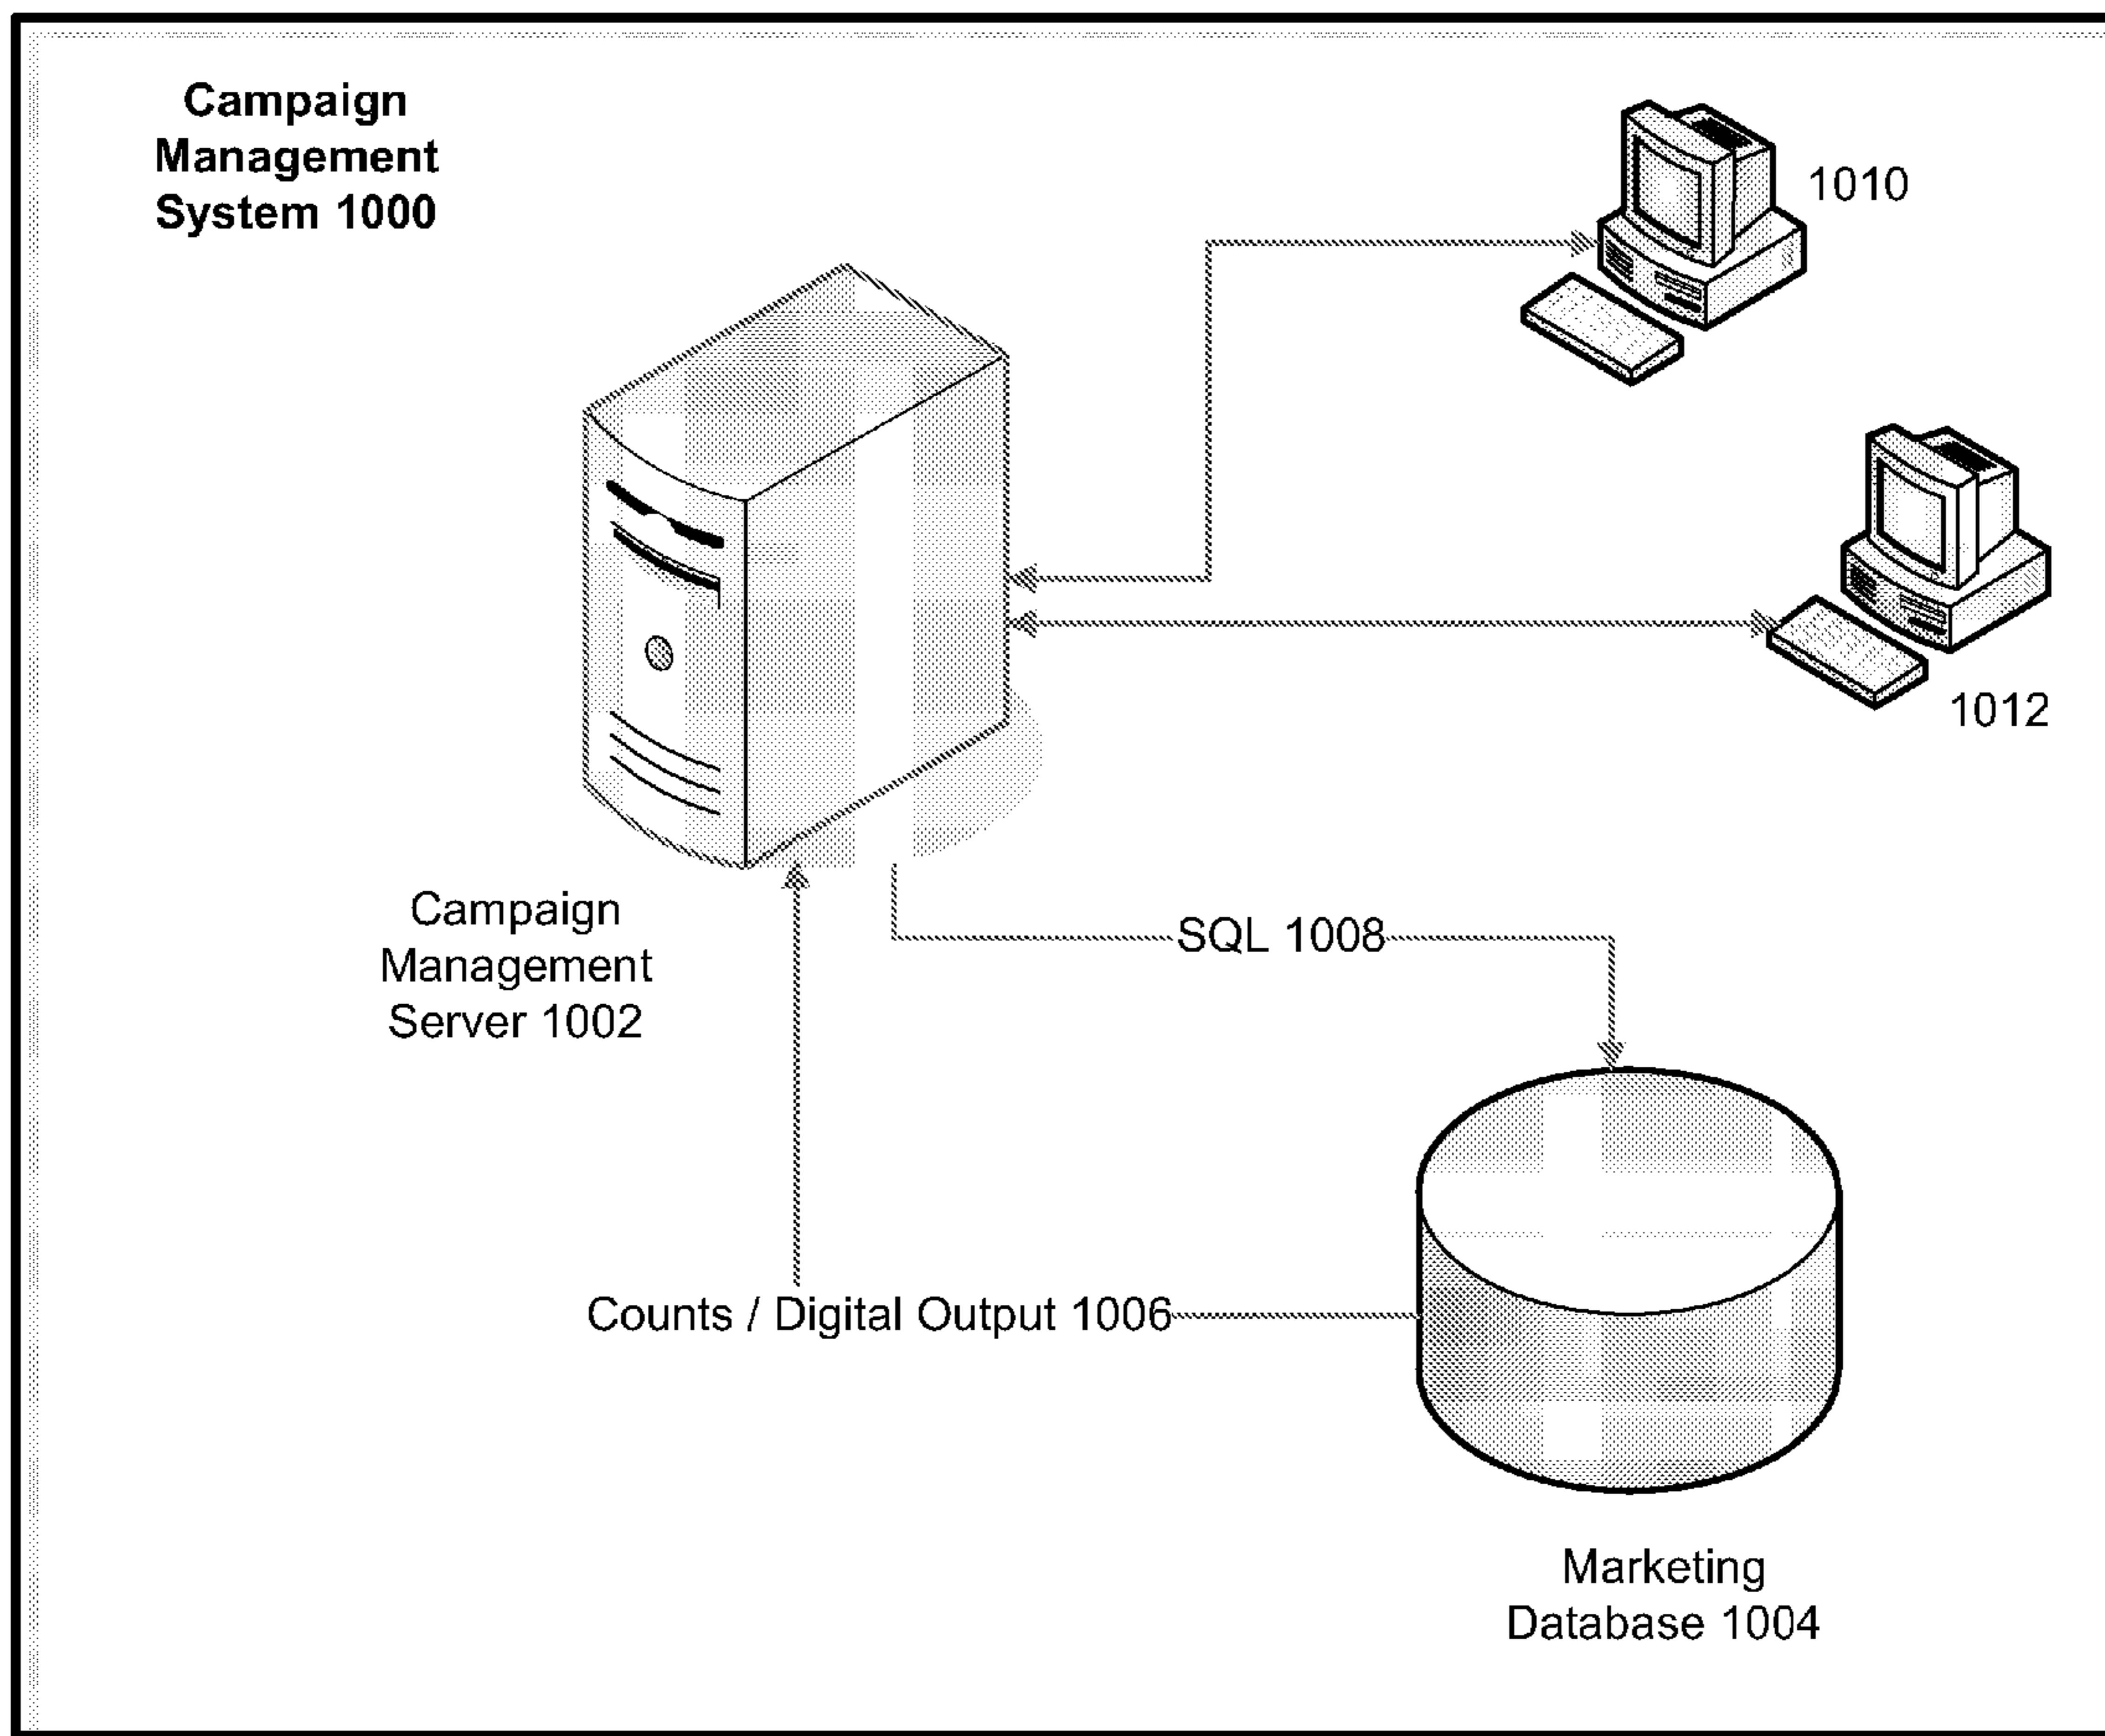 Campaign
Management
System 1000
1010
1012
Campaign
Management
Server 1002
SQL 1008
Counts / Digital Output 1006
Marketing
Database 1004